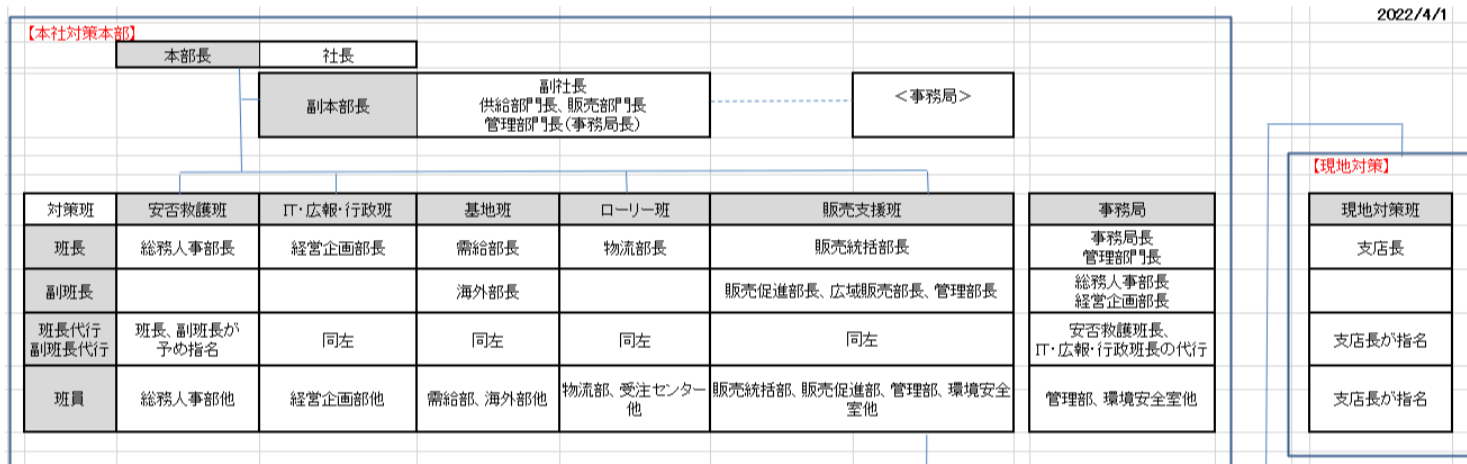 2022/4/1
【本社対策本部】
本部長 社長
副本部長 副社長
供給部門長、販売部門長
管理部門長(事務局長)
＜事務局＞
【現地対策】
対策班 安否救護班 IT・広報・行政班 基地班 ローリー班 販売支援班 事務局 現地対策班
班長 総務人事部長 経営企画部長 需給部長 物流部長 販売統括部長 事務局長
管理部門長 支店長
副班長 海外部長 販売促進部長、広域販売部長、管理部長 総務人事部長
経営企画部長
班長代行
副班長代行 班長、副班長が
予め指名 同左 同左 同左 同左 安否救護班長、
IT・広報・行政班長の代行 支店長が指名
班員 総務人事部他 経営企画部他 需給部、海外部他 物流部、受注センター
他 販売統括部、販売促進部、管理部、環境安全
室他 管理部、環境安全室他 支店長が指名